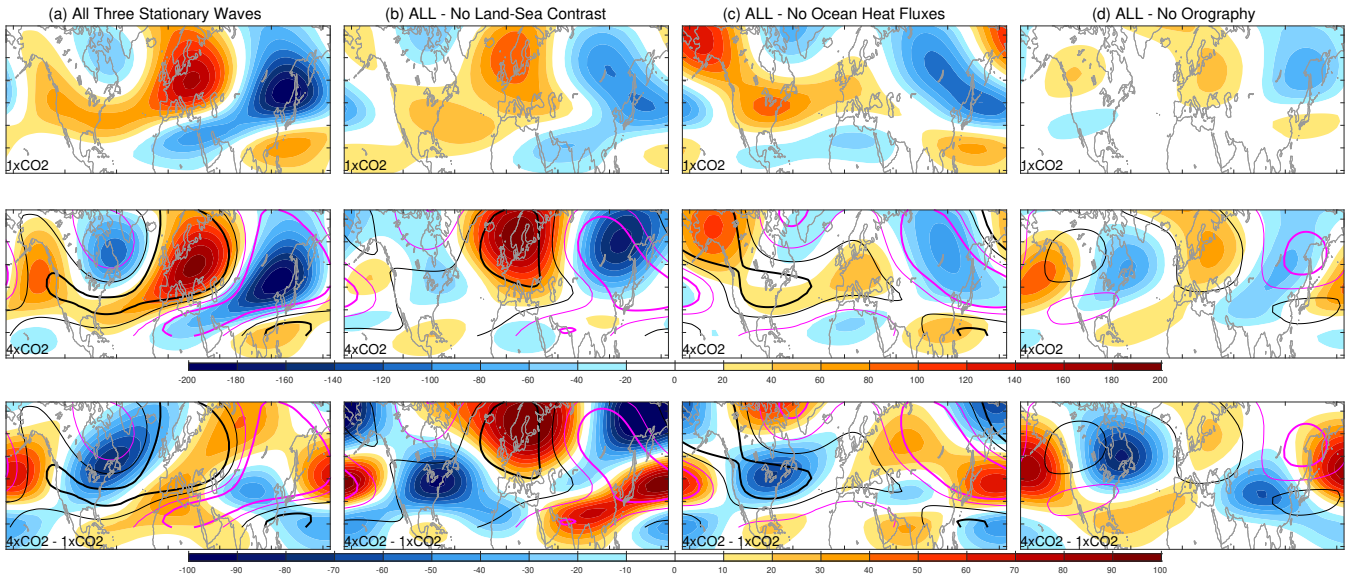 (a) All Three Stationary Waves
(b) ALL - No Land-Sea Contrast
(c) ALL - No Ocean Heat Fluxes
(d) ALL - No Orography
1xCO2
1xCO2
1xCO2
1xCO2
4xCO2
4xCO2
4xCO2
4xCO2
-200 -180 -160 -140 -120 -100 -80 -60 -40 -20 0 20 40 60 80 100 120 140 160 180 200
4xCO2 - 1xCO2
4xCO2 - 1xCO2
4xCO2 - 1xCO2
4xCO2 - 1xCO2
-100 -90 -80 -70 -60 -50 -40 -30 -20 -10 0 10 20 30 40 50 60 70 80 90 100